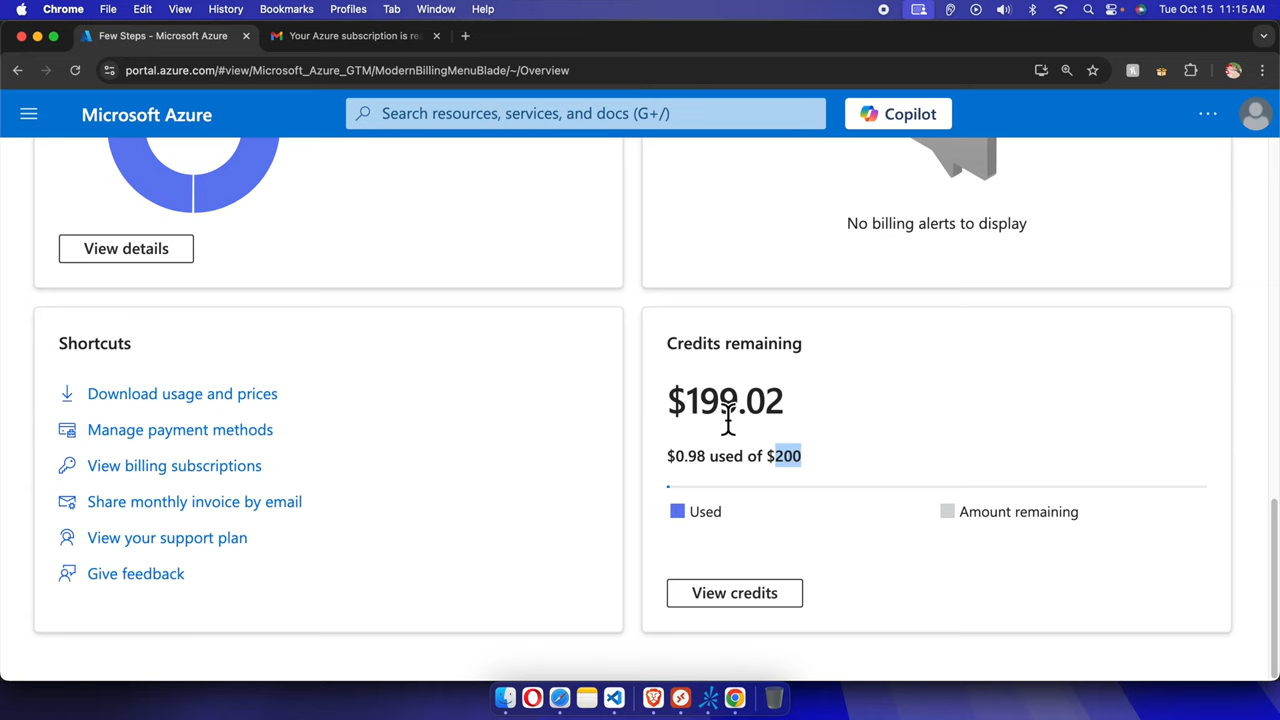 Chrome File Edit View History Bookmarks Profiles Tab Window Help Tue Oct 15 11:15 AM
Few Steps - Microsoft Azure Your Azure subscription is rea
portal.azure.com/#view/Microsoft_Azure_GTM/ModernBillingMenuBlade/~/Overview
Microsoft Azure Search resources, services, and docs (G+/) Copilot
View details
No billing alerts to display
Shortcuts
Download usage and prices
Manage payment methods
View billing subscriptions
Share monthly invoice by email
View your support plan
Give feedback
Credits remaining
$199.02
$0.98 used of $200
Used Amount remaining
View credits